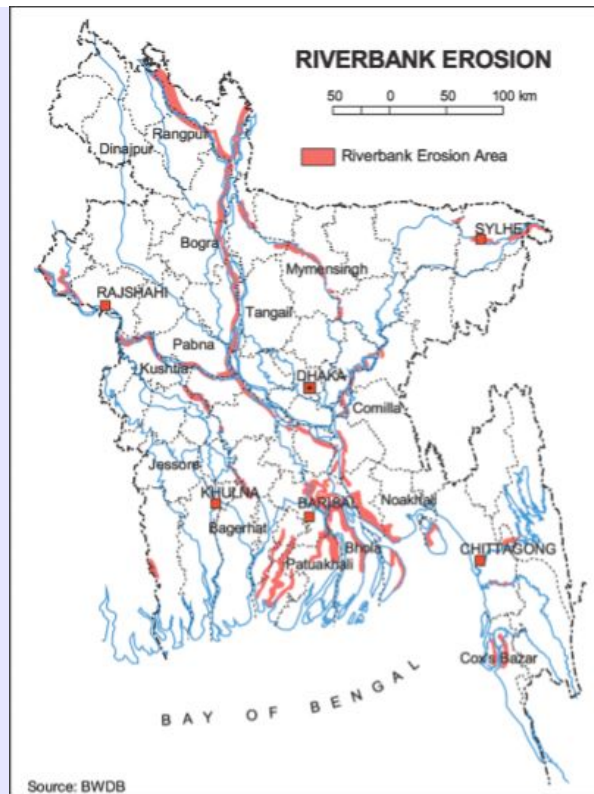 RIVERBANK EROSION
50 0 50 100 km
Riverbank Erosion Area
Rangpur
Dinajpur
SYLHET
Bogra
Mymensingh
RAJSHAHI
Tangail
Pabna
Kushtia
DHAKA
Comilla
Jessore
KHULNA
BARISAL
Noakhali
Bagerhat
Bhola
CHITTAGONG
Patuakhali
Cox's Bazar
BAY OF BENGAL
Source: BWDB